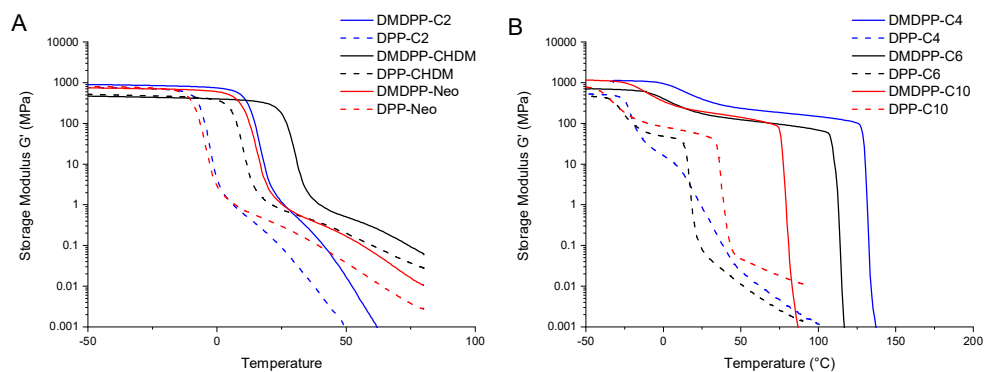 A
DMDPP-C2
DPP-C2
DMDPP-CHDM
DPP-CHDM
DMDPP-Neo
DPP-Neo
Storage Modulus G' (MPa)
10000
1000
100
10
1
0.1
0.01
0.001
-50
0
50
100
Temperature
B
DMDPP-C4
DPP-C4
DMDPP-C6
DPP-C6
DMDPP-C10
DPP-C10
Storage Modulus G' (MPa)
10000
1000
100
10
1
0.1
0.01
0.001
-50
0
50
100
150
200
Temperature (°C)